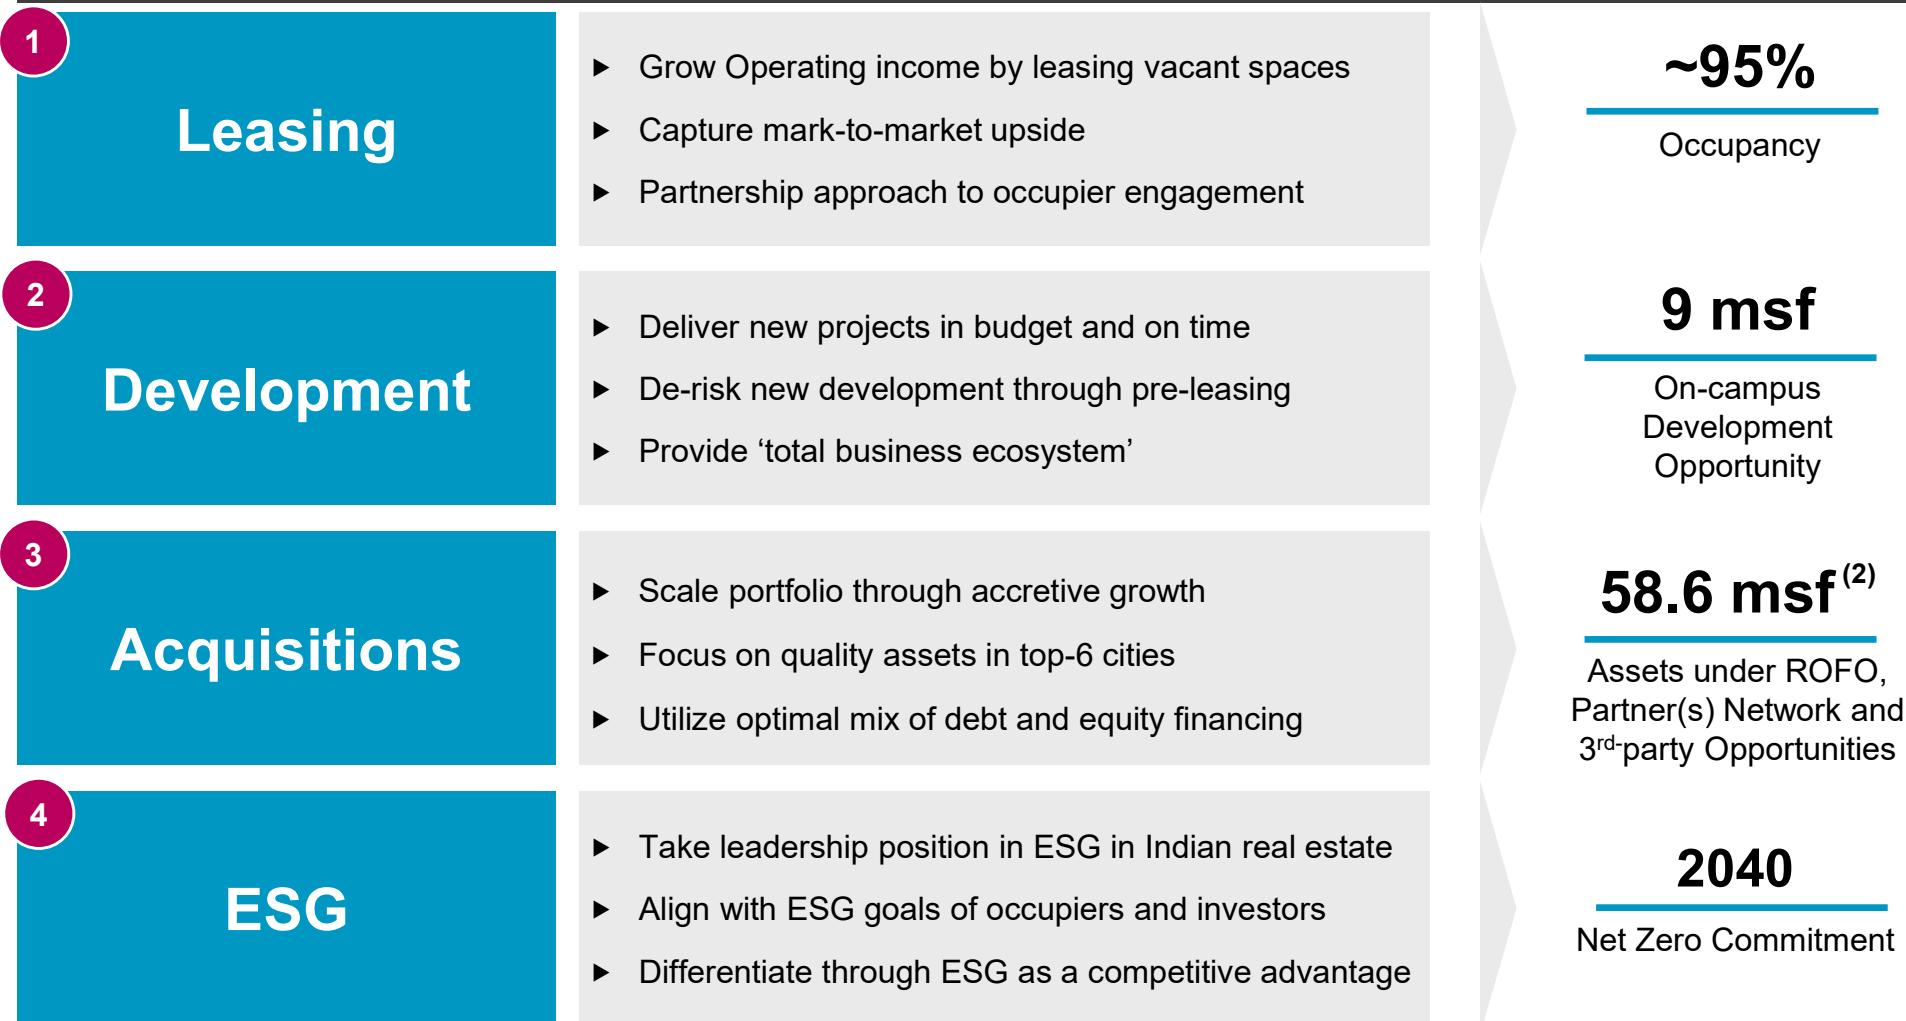 1
Leasing
▶ Grow Operating income by leasing vacant spaces
▶ Capture mark-to-market upside
▶ Partnership approach to occupier engagement
~95%
Occupancy
2
Development
▶ Deliver new projects in budget and on time
▶ De-risk new development through pre-leasing
▶ Provide ‘total business ecosystem’
9 msf
On-campus
Development
Opportunity
3
Acquisitions
▶ Scale portfolio through accretive growth
▶ Focus on quality assets in top-6 cities
▶ Utilize optimal mix of debt and equity financing
58.6 msf (2)
Assets under ROFO,
Partner(s) Network and
3rd-party Opportunities
4
ESG
▶ Take leadership position in ESG in Indian real estate
▶ Align with ESG goals of occupiers and investors
▶ Differentiate through ESG as a competitive advantage
2040
Net Zero Commitment